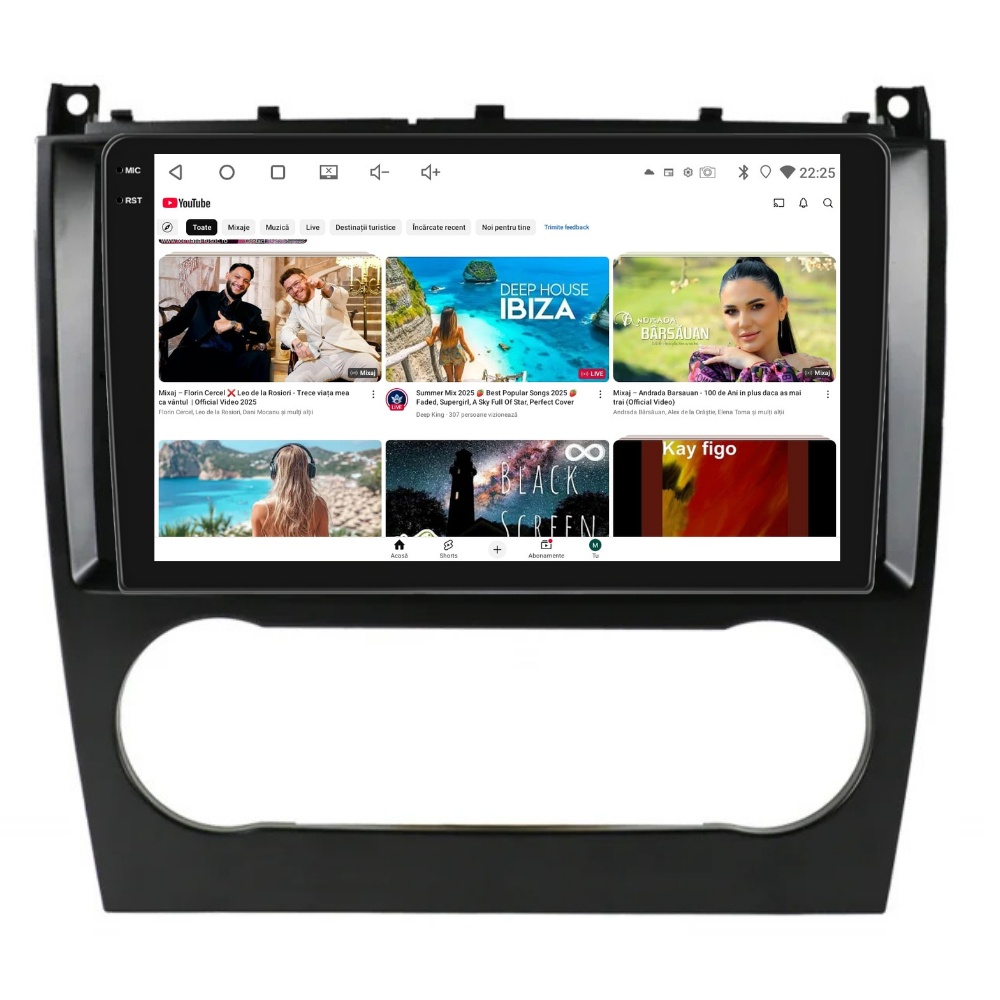 MIC
RST
22:25
YouTube
Toate Mixaje Muzică Live Destinații turistice Încărcate recent Noi pentru tine Trimite feedback
Mixaj
DEEP HOUSE
IBIZA
LIVE
ANDRADA
BÂRSĂUAN
Mixaj
Mixaj – Florin Cercel ❌ Leo de la Rosiori - Trece viața mea
ca vântul | Official Video 2025
Florin Cercel, Leo de la Rosiori, Dani Mocanu și mulți alții
LIVE
Summer Mix 2025 🍓 Best Popular Songs 2025 🍓
Faded, Supergirl, A Sky Full Of Star, Perfect Cover
Deep King · 307 persoane vizionează
Mixaj – Andrada Barsauan - 100 de Ani in plus daca as mai
trai (Official Video)
Andrada Bârsăuan, Alex de la Orăștie, Elena Toma și mulți alții
BLACK
SCREEN
Kay figo
Acasă
Shorts
Abonamente
M
Tu